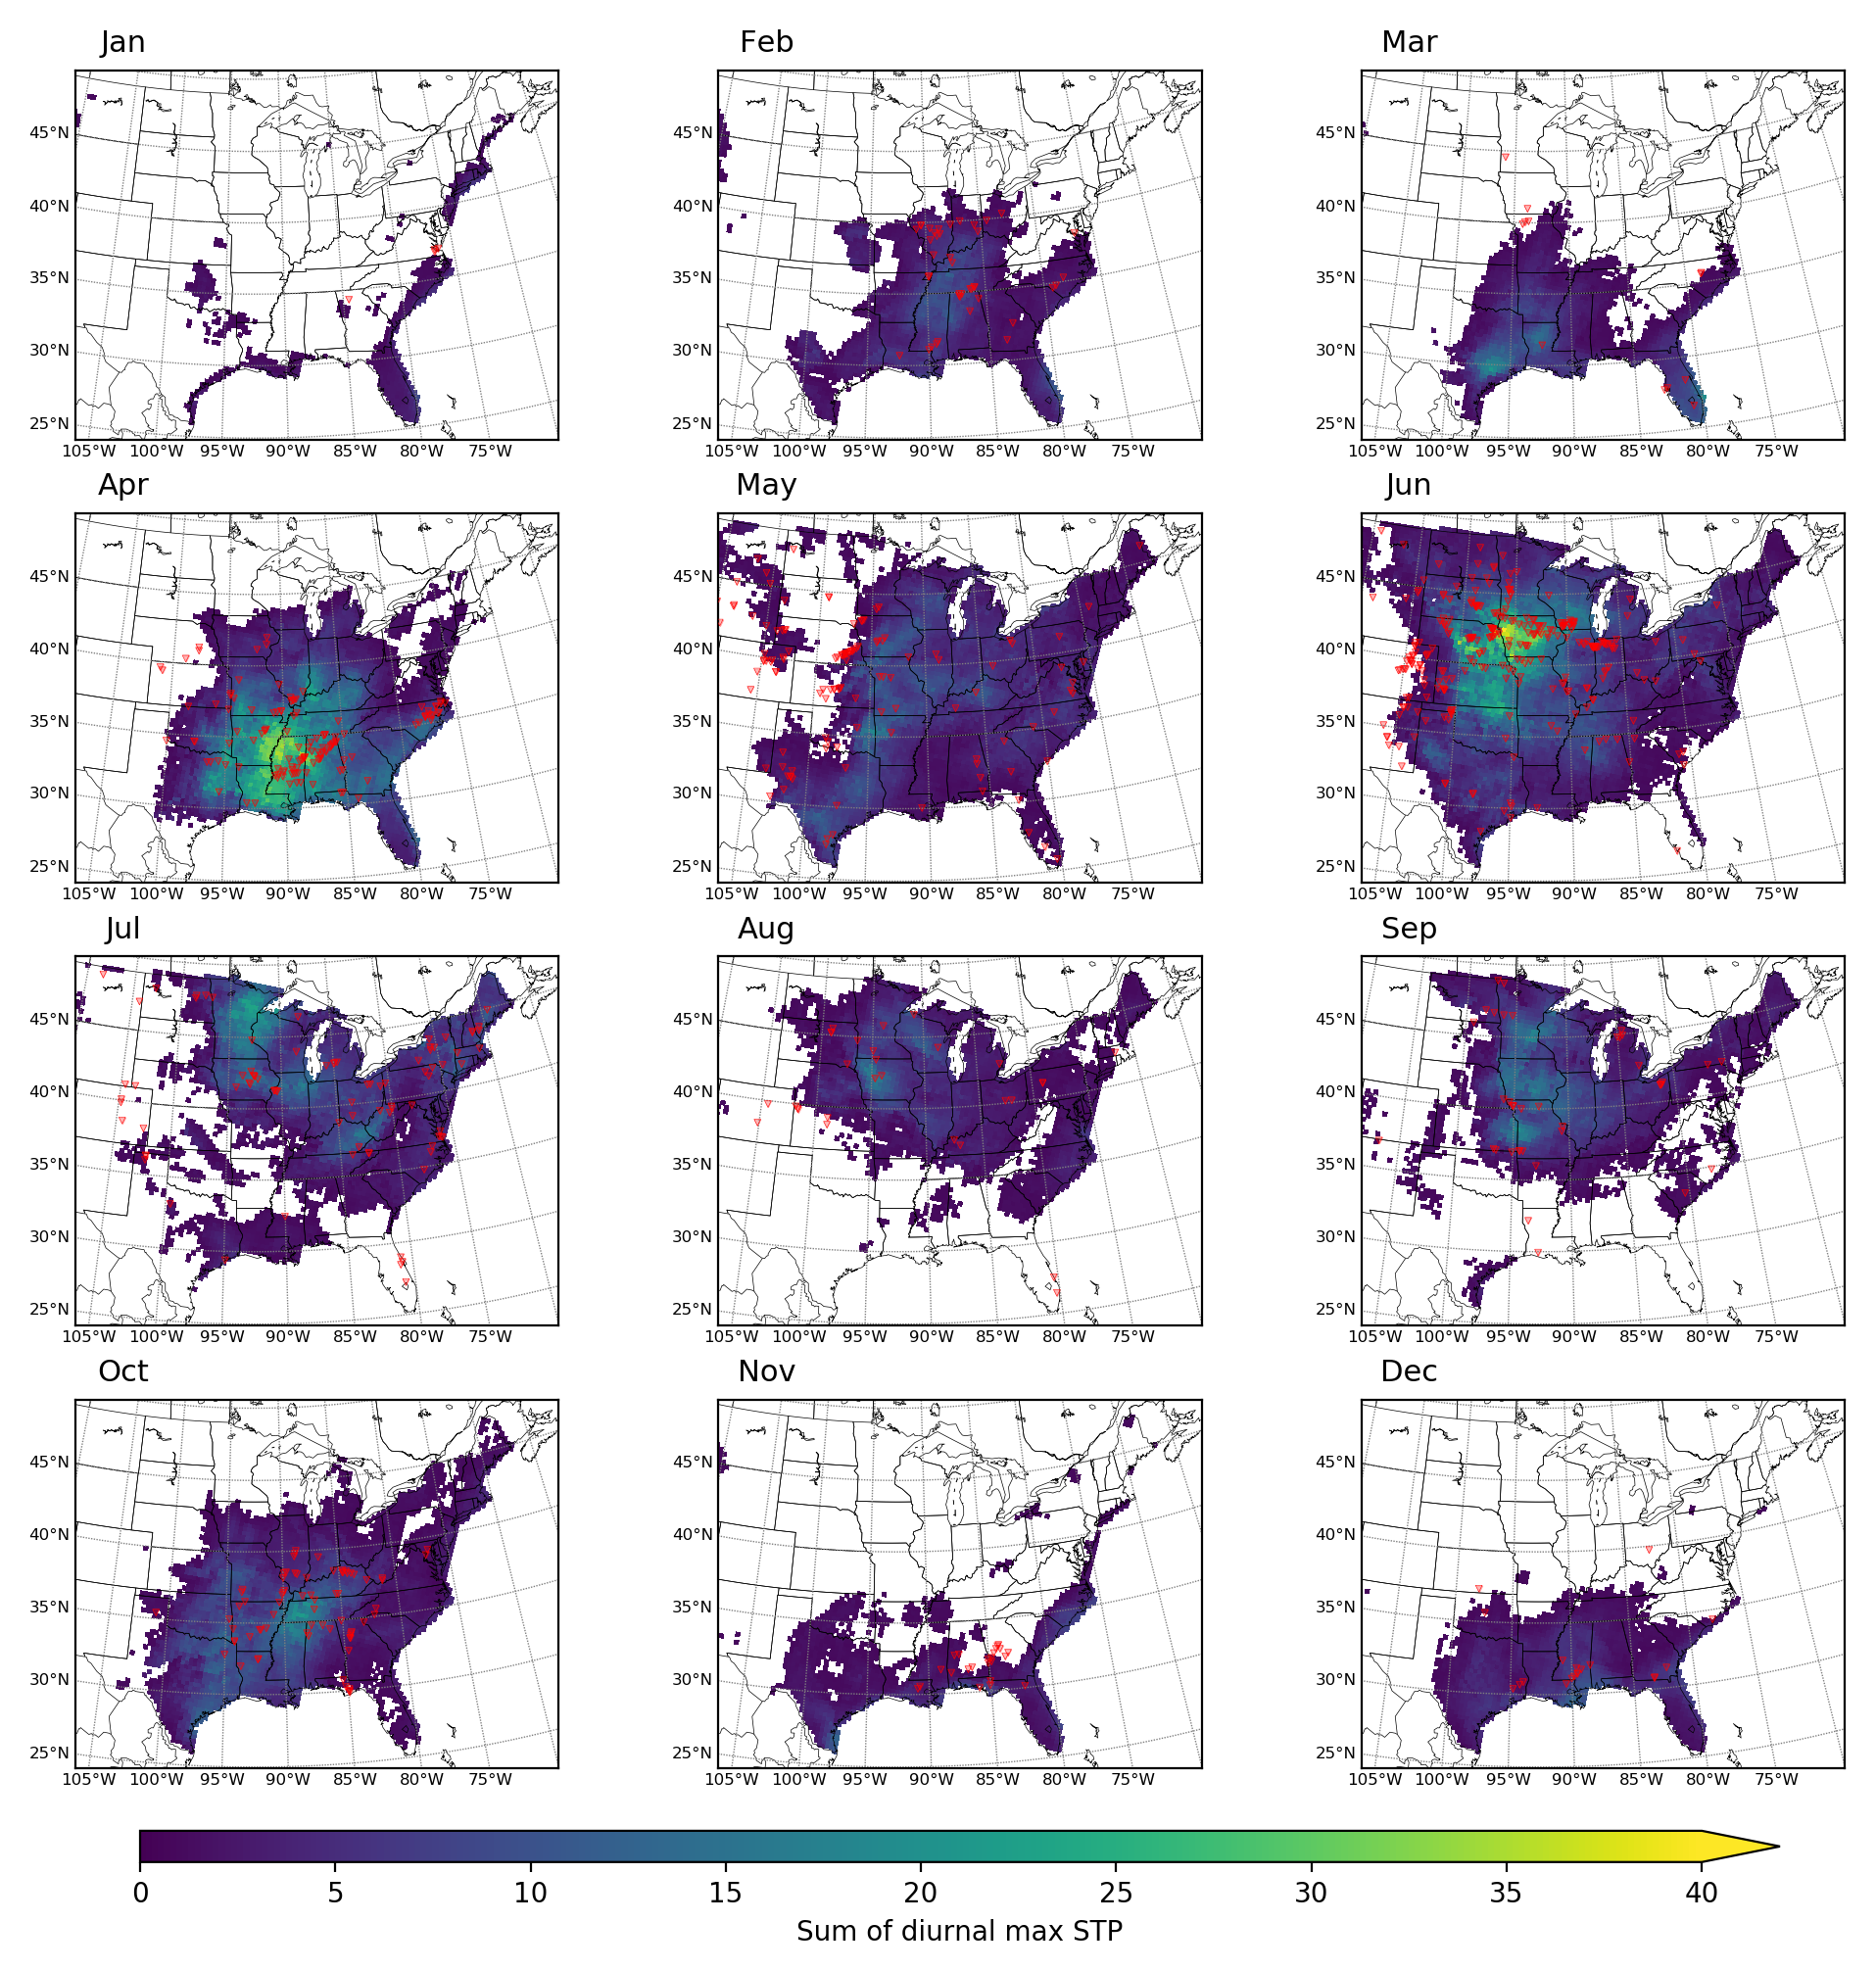 Jan Feb Mar
45°N 45°N 45°N
40°N 40°N 40°N
35°N 35°N 35°N
30°N 30°N 30°N
25°N 25°N 25°N
105°W 100°W 95°W 90°W 85°W 80°W 75°W 105°W 100°W 95°W 90°W 85°W 80°W 75°W 105°W 100°W 95°W 90°W 85°W 80°W 75°W
Apr May Jun
45°N 45°N 45°N
40°N 40°N 40°N
35°N 35°N 35°N
30°N 30°N 30°N
25°N 25°N 25°N
105°W 100°W 95°W 90°W 85°W 80°W 75°W 105°W 100°W 95°W 90°W 85°W 80°W 75°W 105°W 100°W 95°W 90°W 85°W 80°W 75°W
Jul Aug Sep
45°N 45°N 45°N
40°N 40°N 40°N
35°N 35°N 35°N
30°N 30°N 30°N
25°N 25°N 25°N
105°W 100°W 95°W 90°W 85°W 80°W 75°W 105°W 100°W 95°W 90°W 85°W 80°W 75°W 105°W 100°W 95°W 90°W 85°W 80°W 75°W
Oct Nov Dec
45°N 45°N 45°N
40°N 40°N 40°N
35°N 35°N 35°N
30°N 30°N 30°N
25°N 25°N 25°N
105°W 100°W 95°W 90°W 85°W 80°W 75°W 105°W 100°W 95°W 90°W 85°W 80°W 75°W 105°W 100°W 95°W 90°W 85°W 80°W 75°W
0 5 10 15 20 25 30 35 40
Sum of diurnal max STP